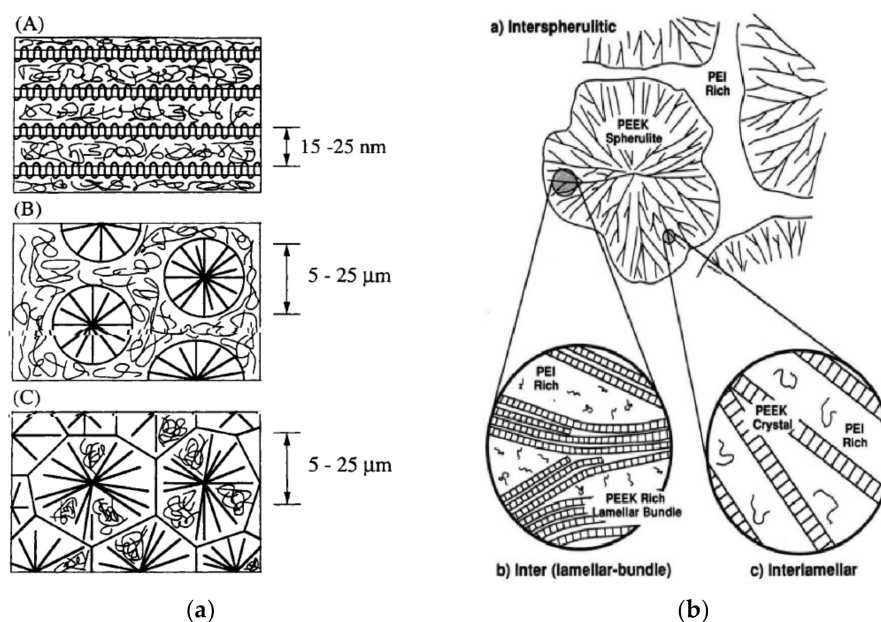 (A)
15 -25 nm
(B)
5 - 25 μm
(C)
5 - 25 μm
(a)
a) Interspherulitic
PEI
Rich
PEEK
Spherulite
PEI
Rich
PEEK Rich
Lamellar Bundle
b) Inter (lamellar-bundle)
PEEK
Crystal
PEI
Rich
c) Interlamellar
(b)